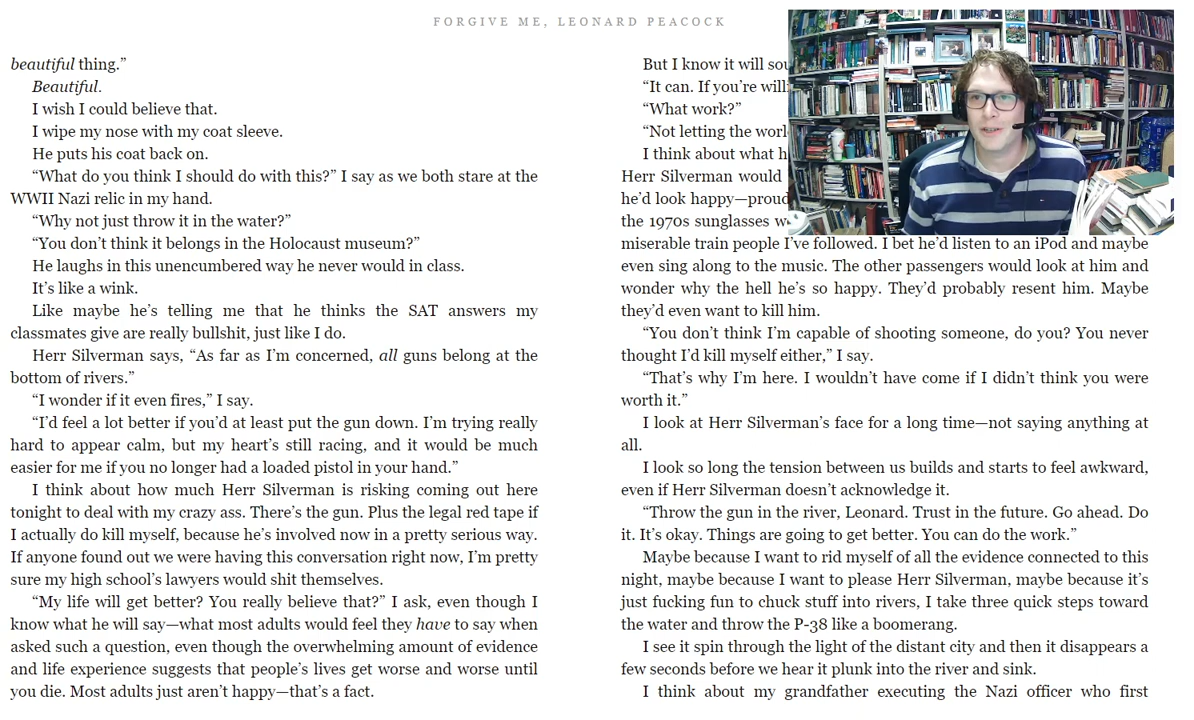 FORGIVE ME, LEONARD PEACOCK
beautiful thing.”
Beautiful.
I wish I could believe that.
I wipe my nose with my coat sleeve.
He puts his coat back on.
“What do you think I should do with this?” I say as we both stare at the
WWII Nazi relic in my hand.
“Why not just throw it in the water?”
“You don’t think it belongs in the Holocaust museum?”
He laughs in this unencumbered way he never would in class.
It’s like a wink.
Like maybe he’s telling me that he thinks the SAT answers my
classmates give are really bullshit, just like I do.
Herr Silverman says, “As far as I’m concerned, all guns belong at the
bottom of rivers.”
“I wonder if it even fires,” I say.
“I’d feel a lot better if you’d at least put the gun down. I’m trying really
hard to appear calm, but my heart’s still racing, and it would be much
easier for me if you no longer had a loaded pistol in your hand.”
I think about how much Herr Silverman is risking coming out here
tonight to deal with my crazy ass. There’s the gun. Plus the legal red tape if
I actually do kill myself, because he’s involved now in a pretty serious way.
If anyone found out we were having this conversation right now, I’m pretty
sure my high school’s lawyers would shit themselves.
“My life will get better? You really believe that?” I ask, even though I
know what he will say—what most adults would feel they have to say when
asked such a question, even though the overwhelming amount of evidence
and life experience suggests that people’s lives get worse and worse until
you die. Most adults just aren’t happy—that’s a fact.
But I know it will
“It can. If you’re
“What work?”
“Not letting the
I think about what
Herr Silverman would
he’d look happy—proud
the 1970s sunglasses
miserable train people I’ve followed. I bet he’d listen to an iPod and maybe
even sing along to the music. The other passengers would look at him and
wonder why the hell he’s so happy. They’d probably resent him. Maybe
they’d even want to kill him.
“You don’t think I’m capable of shooting someone, do you? You never
thought I’d kill myself either,” I say.
“That’s why I’m here. I wouldn’t have come if I didn’t think you were
worth it.”
I look at Herr Silverman’s face for a long time—not saying anything at
all.
I look so long the tension between us builds and starts to feel awkward,
even if Herr Silverman doesn’t acknowledge it.
“Throw the gun in the river, Leonard. Trust in the future. Go ahead. Do
it. It’s okay. Things are going to get better. You can do the work.”
Maybe because I want to rid myself of all the evidence connected to this
night, maybe because I want to please Herr Silverman, maybe because it’s
just fucking fun to chuck stuff into rivers, I take three quick steps toward
the water and throw the P-38 like a boomerang.
I see it spin through the light of the distant city and then it disappears a
few seconds before we hear it plunk into the river and sink.
I think about my grandfather executing the Nazi officer who first